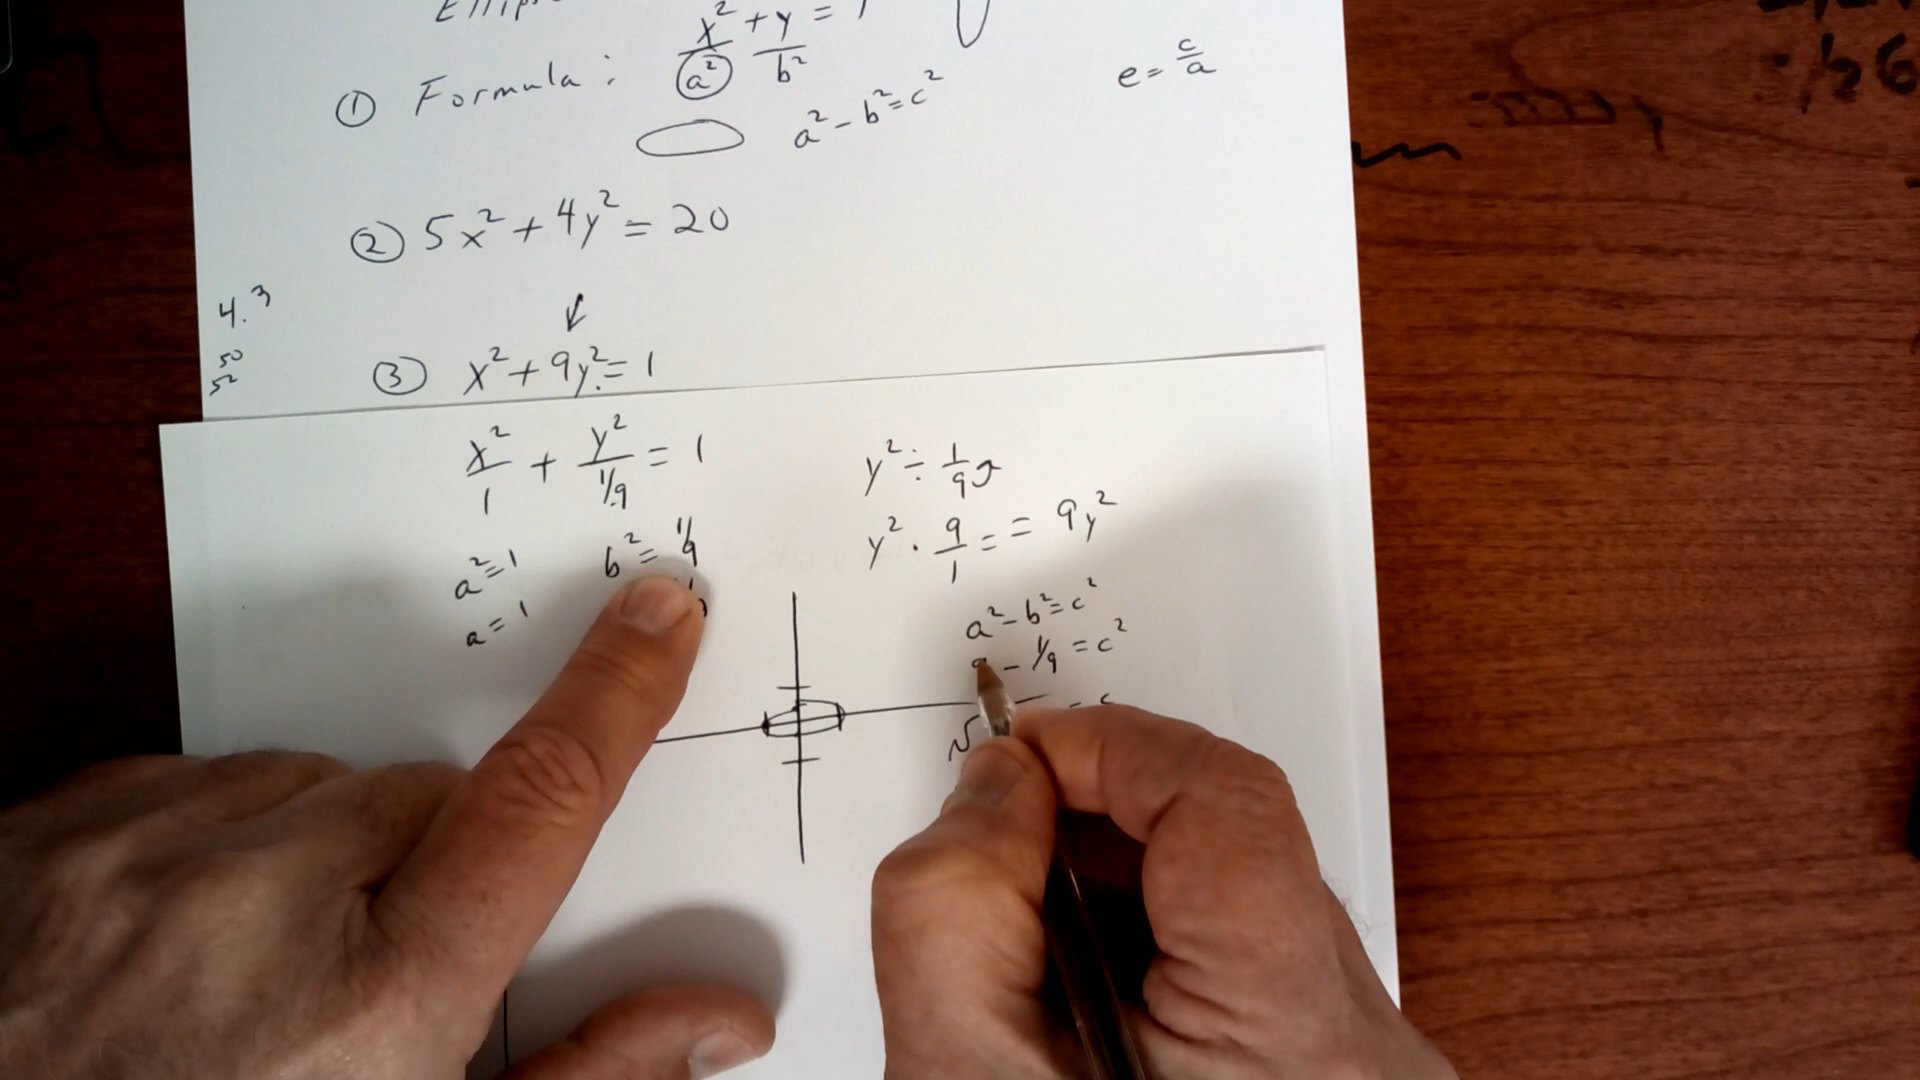 x² + y = 1
① Formula : a² b² e = c/a
a² - b² = c²
② 5x² + 4y² = 20
4.3
50
52
③ x² + 9y² = 1
x²/1 + y²/(1/9) = 1
y² ÷ 1/9
y² · 9/1 = = 9y²
a² = 1 b² = 1/9
a = 1
a² - b² = c²
- 1/9 = c²